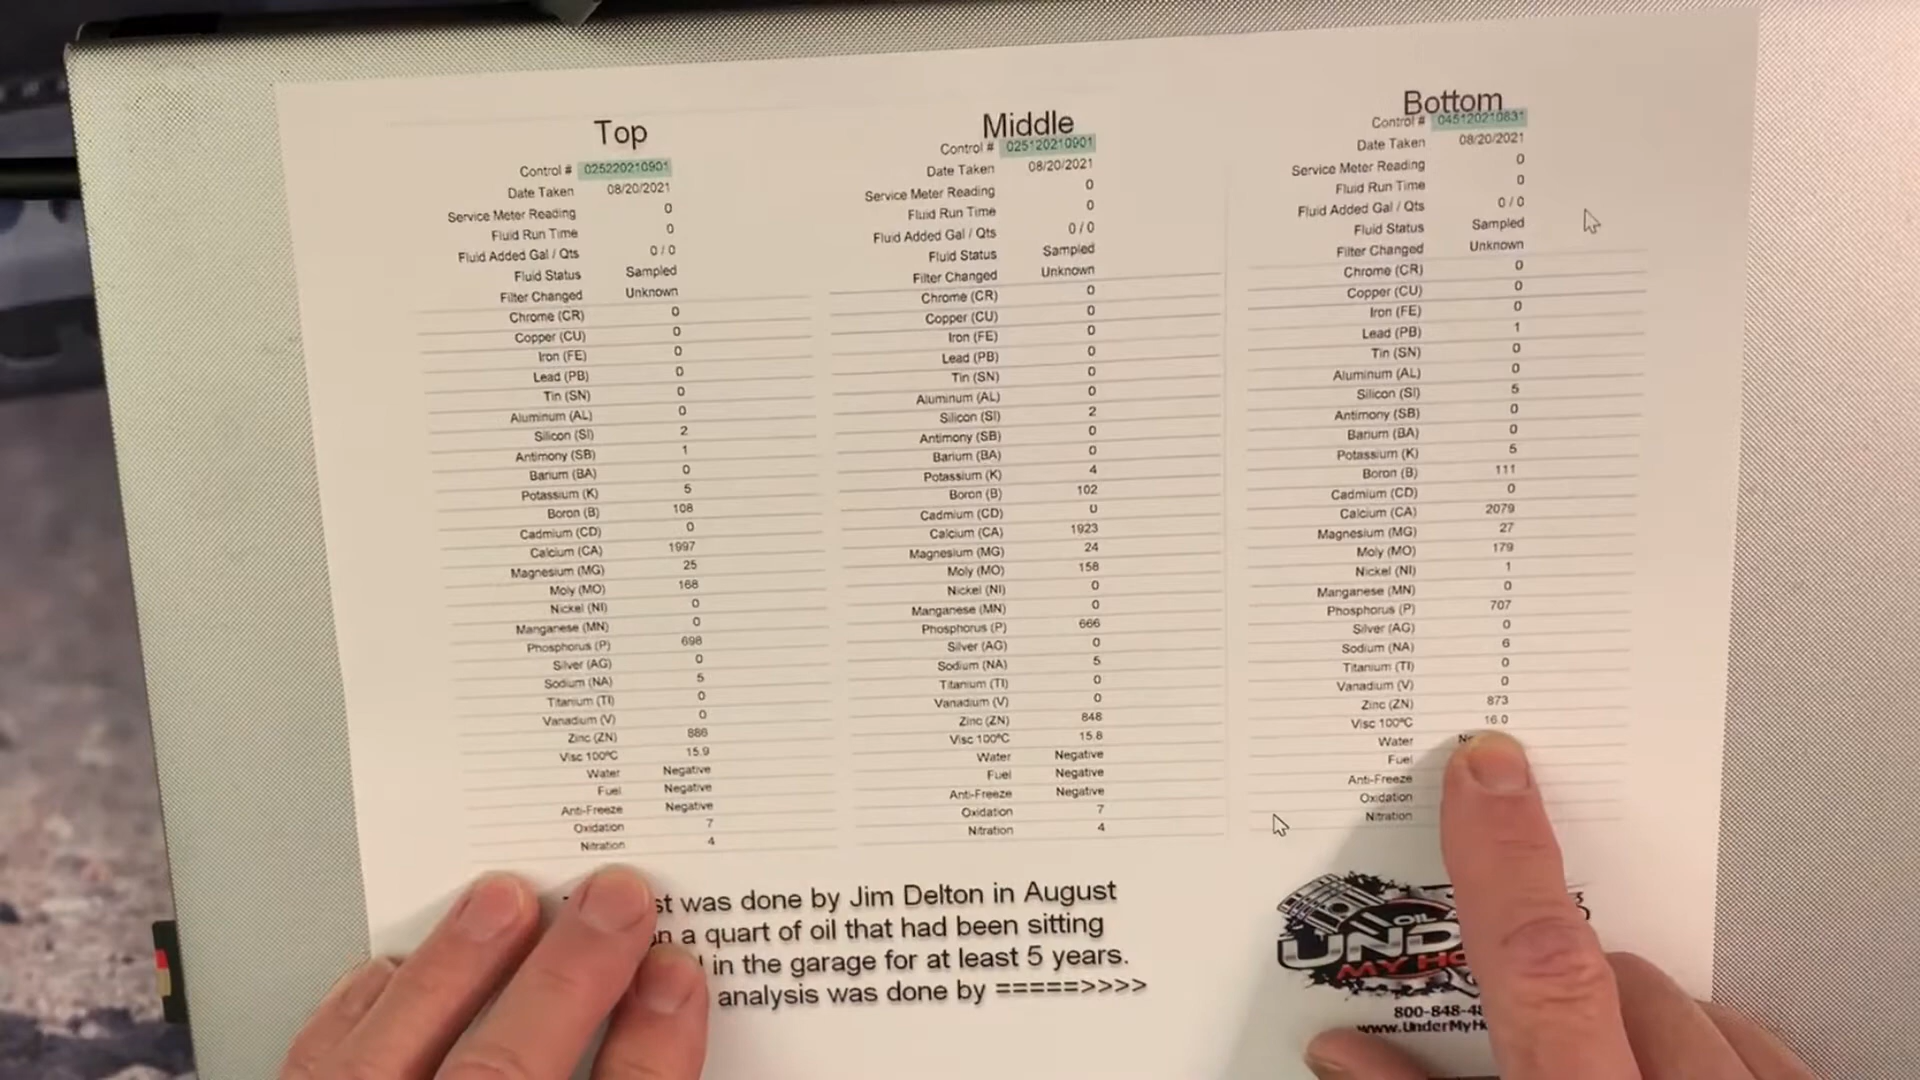 Top
Control # 025220210901
Date Taken 08/20/2021
Service Meter Reading 0
Fluid Run Time 0
Fluid Added Gal / Qts 0 / 0
Fluid Status Sampled
Filter Changed Unknown
Chrome (CR) 0
Copper (CU) 0
Iron (FE) 0
Lead (PB) 0
Tin (SN) 0
Aluminum (AL) 0
Silicon (SI) 2
Antimony (SB) 1
Barium (BA) 0
Potassium (K) 5
Boron (B) 108
Cadmium (CD) 0
Calcium (CA) 1997
Magnesium (MG) 25
Moly (MO) 168
Nickel (NI) 0
Manganese (MN) 0
Phosphorus (P) 698
Silver (AG) 0
Sodium (NA) 5
Titanium (TI) 0
Vanadium (V) 0
Zinc (ZN) 886
Visc 100ºC 15.9
Water Negative
Fuel Negative
Anti-Freeze Negative
Oxidation 7
Nitration 4
Middle
Control # 025120210901
Date Taken 08/20/2021
Service Meter Reading 0
Fluid Run Time 0
Fluid Added Gal / Qts 0 / 0
Fluid Status Sampled
Filter Changed Unknown
Chrome (CR) 0
Copper (CU) 0
Iron (FE) 0
Lead (PB) 0
Tin (SN) 0
Aluminum (AL) 0
Silicon (SI) 2
Antimony (SB) 0
Barium (BA) 0
Potassium (K) 4
Boron (B) 102
Cadmium (CD) 0
Calcium (CA) 1923
Magnesium (MG) 24
Moly (MO) 158
Nickel (NI) 0
Manganese (MN) 0
Phosphorus (P) 666
Silver (AG) 0
Sodium (NA) 5
Titanium (TI) 0
Vanadium (V) 0
Zinc (ZN) 848
Visc 100ºC 15.8
Water Negative
Fuel Negative
Anti-Freeze Negative
Oxidation 7
Nitration 4
Bottom
Control # 045120210831
Date Taken 08/20/2021
Service Meter Reading 0
Fluid Run Time 0
Fluid Added Gal / Qts 0 / 0
Fluid Status Sampled
Filter Changed Unknown
Chrome (CR) 0
Copper (CU) 0
Iron (FE) 0
Lead (PB) 1
Tin (SN) 0
Aluminum (AL) 0
Silicon (SI) 5
Antimony (SB) 0
Barium (BA) 0
Potassium (K) 5
Boron (B) 111
Cadmium (CD) 0
Calcium (CA) 2079
Magnesium (MG) 27
Moly (MO) 179
Nickel (NI) 1
Manganese (MN) 0
Phosphorus (P) 707
Silver (AG) 0
Sodium (NA) 6
Titanium (TI) 0
Vanadium (V) 0
Zinc (ZN) 873
Visc 100ºC 16.0
Water
Fuel
Anti-Freeze
Oxidation
Nitration
was done by Jim Delton in August
a quart of oil that had been sitting
in the garage for at least 5 years.
analysis was done by =====>>>>
OIL
MY
800-848-4